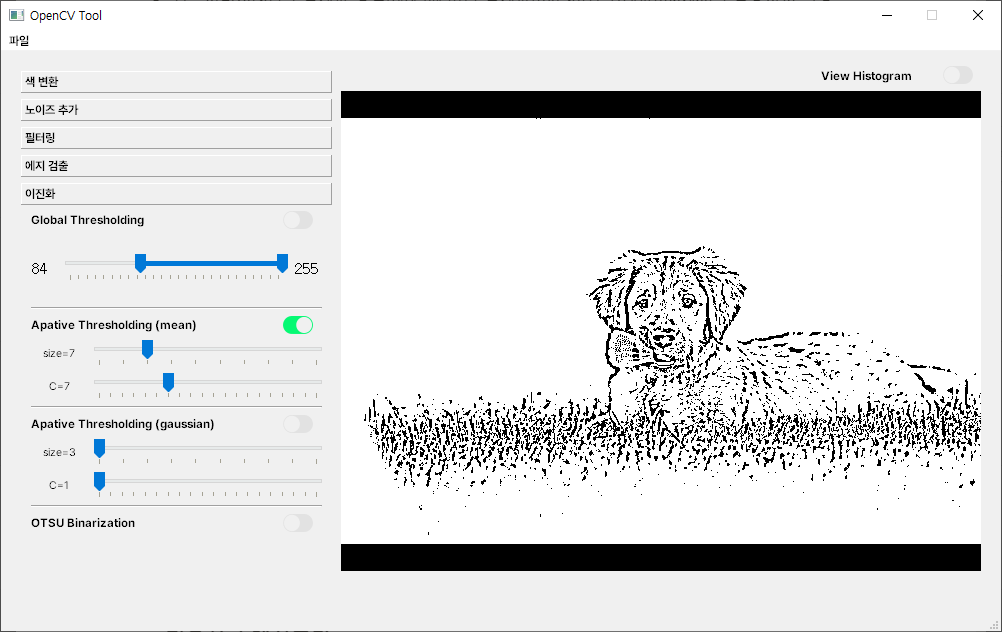 OpenCV Tool
파일
색 변환
노이즈 추가
필터링
에지 검출
이진화
View Histogram
Global Thresholding
84
255
Apative Thresholding (mean)
size=7
C=7
Apative Thresholding (gaussian)
size=3
C=1
OTSU Binarization